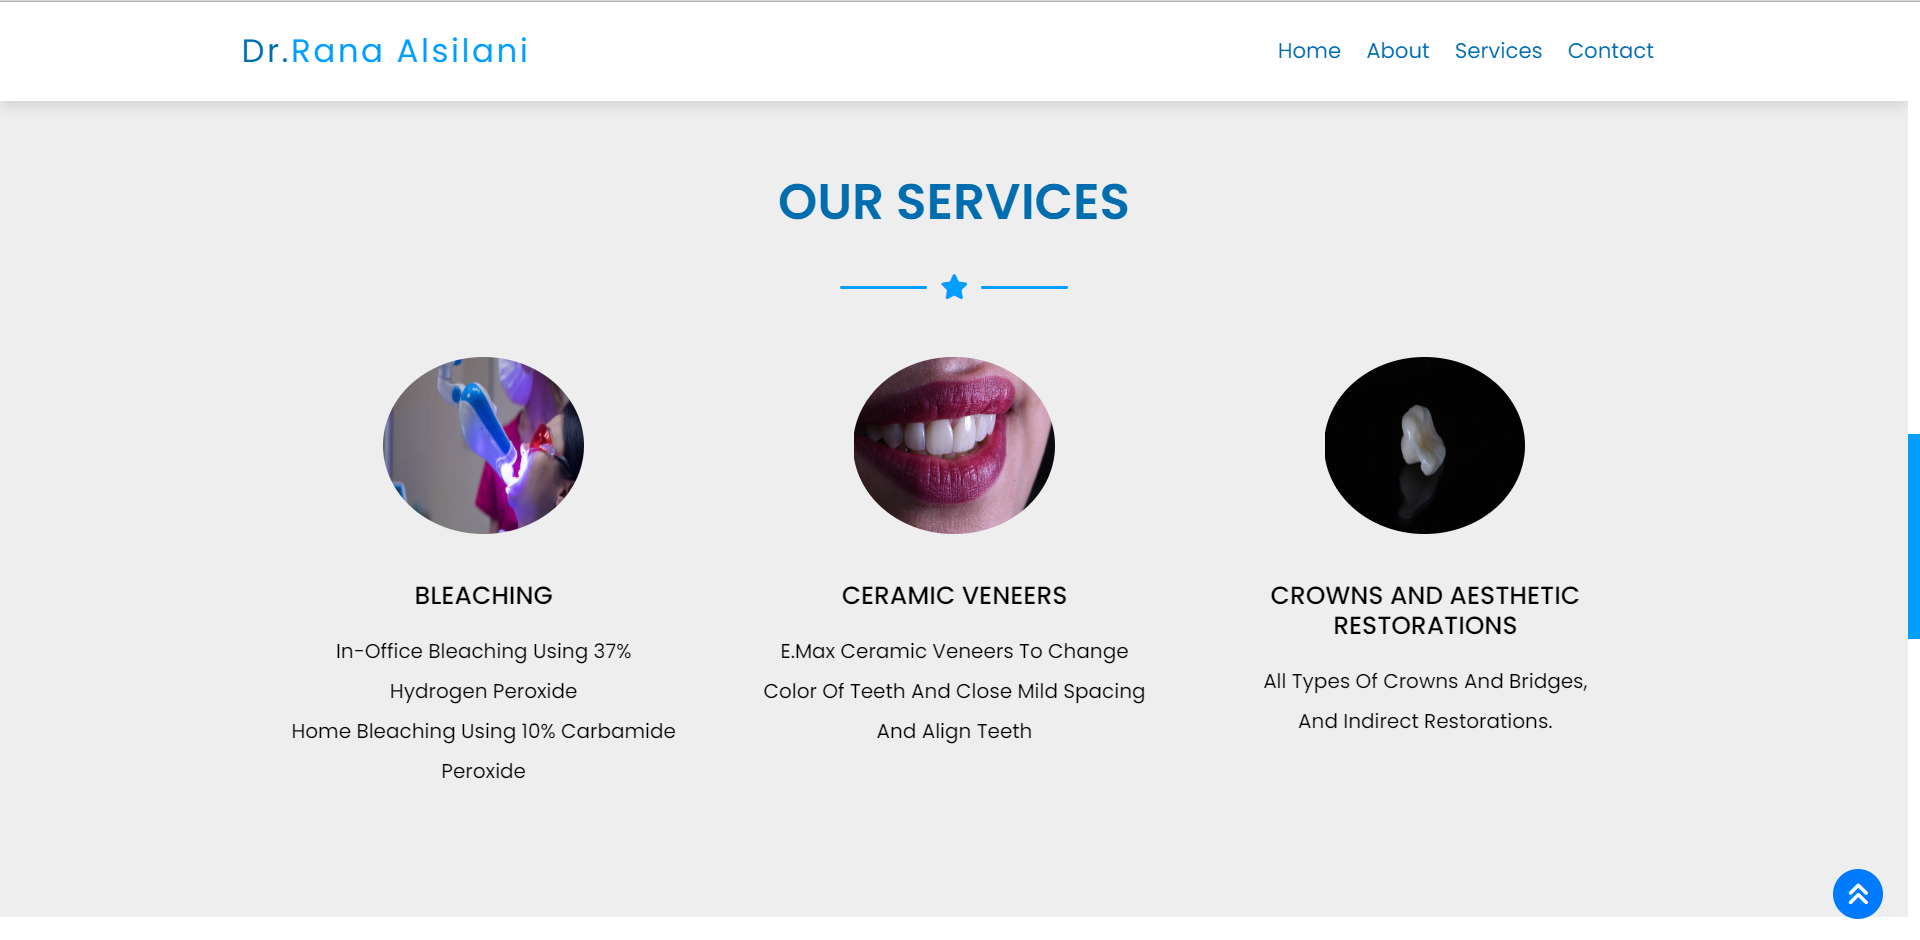 Dr.Rana Alsilani
Home About Services Contact
OUR SERVICES
BLEACHING
In-Office Bleaching Using 37%
Hydrogen Peroxide
Home Bleaching Using 10% Carbamide
Peroxide
CERAMIC VENEERS
E.Max Ceramic Veneers To Change
Color Of Teeth And Close Mild Spacing
And Align Teeth
CROWNS AND AESTHETIC
RESTORATIONS
All Types Of Crowns And Bridges,
And Indirect Restorations.